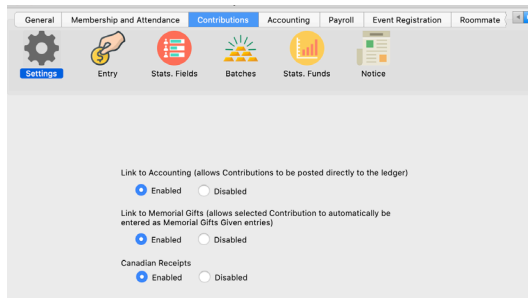 General Membership and Attendance Contributions Accounting Payroll Event Registration Roommate
Settings Entry Stats. Fields Batches Stats. Funds Notice
Link to Accounting (allows Contributions to be posted directly to the ledger)
Enabled Disabled
Link to Memorial Gifts (allows selected Contribution to automatically be
entered as Memorial Gifts Given entries)
Enabled Disabled
Canadian Receipts
Enabled Disabled